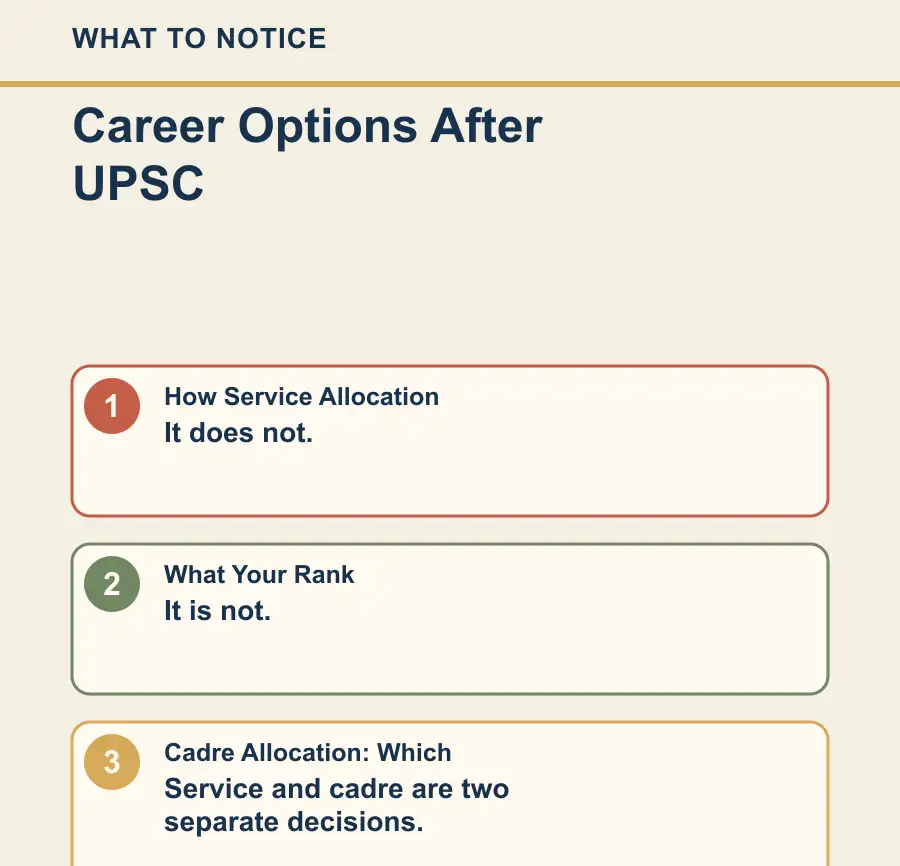 WHAT TO NOTICE
Career Options After
UPSC
1
How Service Allocation
It does not.
2
What Your Rank
It is not.
3
Cadre Allocation: Which
Service and cadre are two
separate decisions.